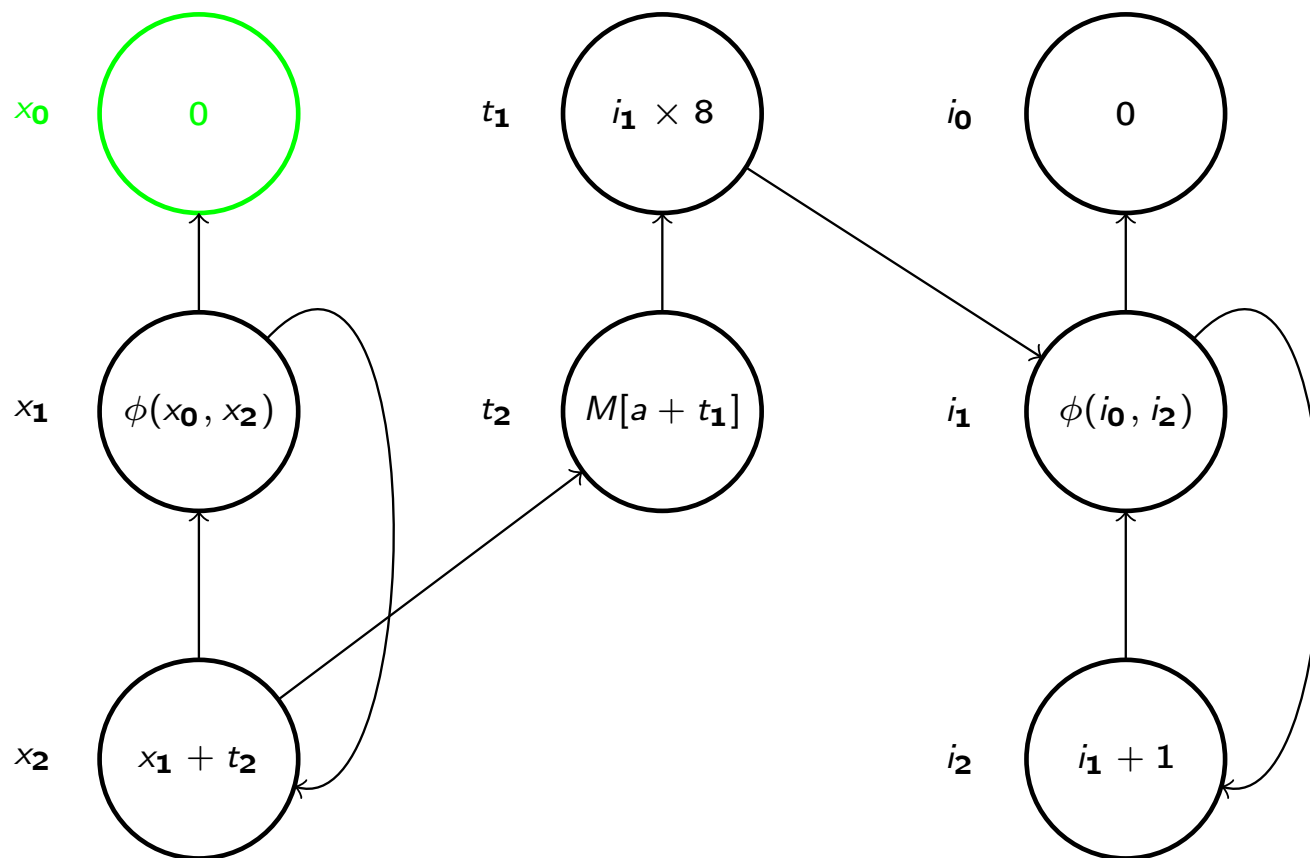 x₀ 0 t₁ i₁ × 8 i₀ 0
x₁ ϕ(x₀, x₂) t₂ M[a + t₁] i₁ ϕ(i₀, i₂)
x₂ x₁ + t₂ i₂ i₁ + 1